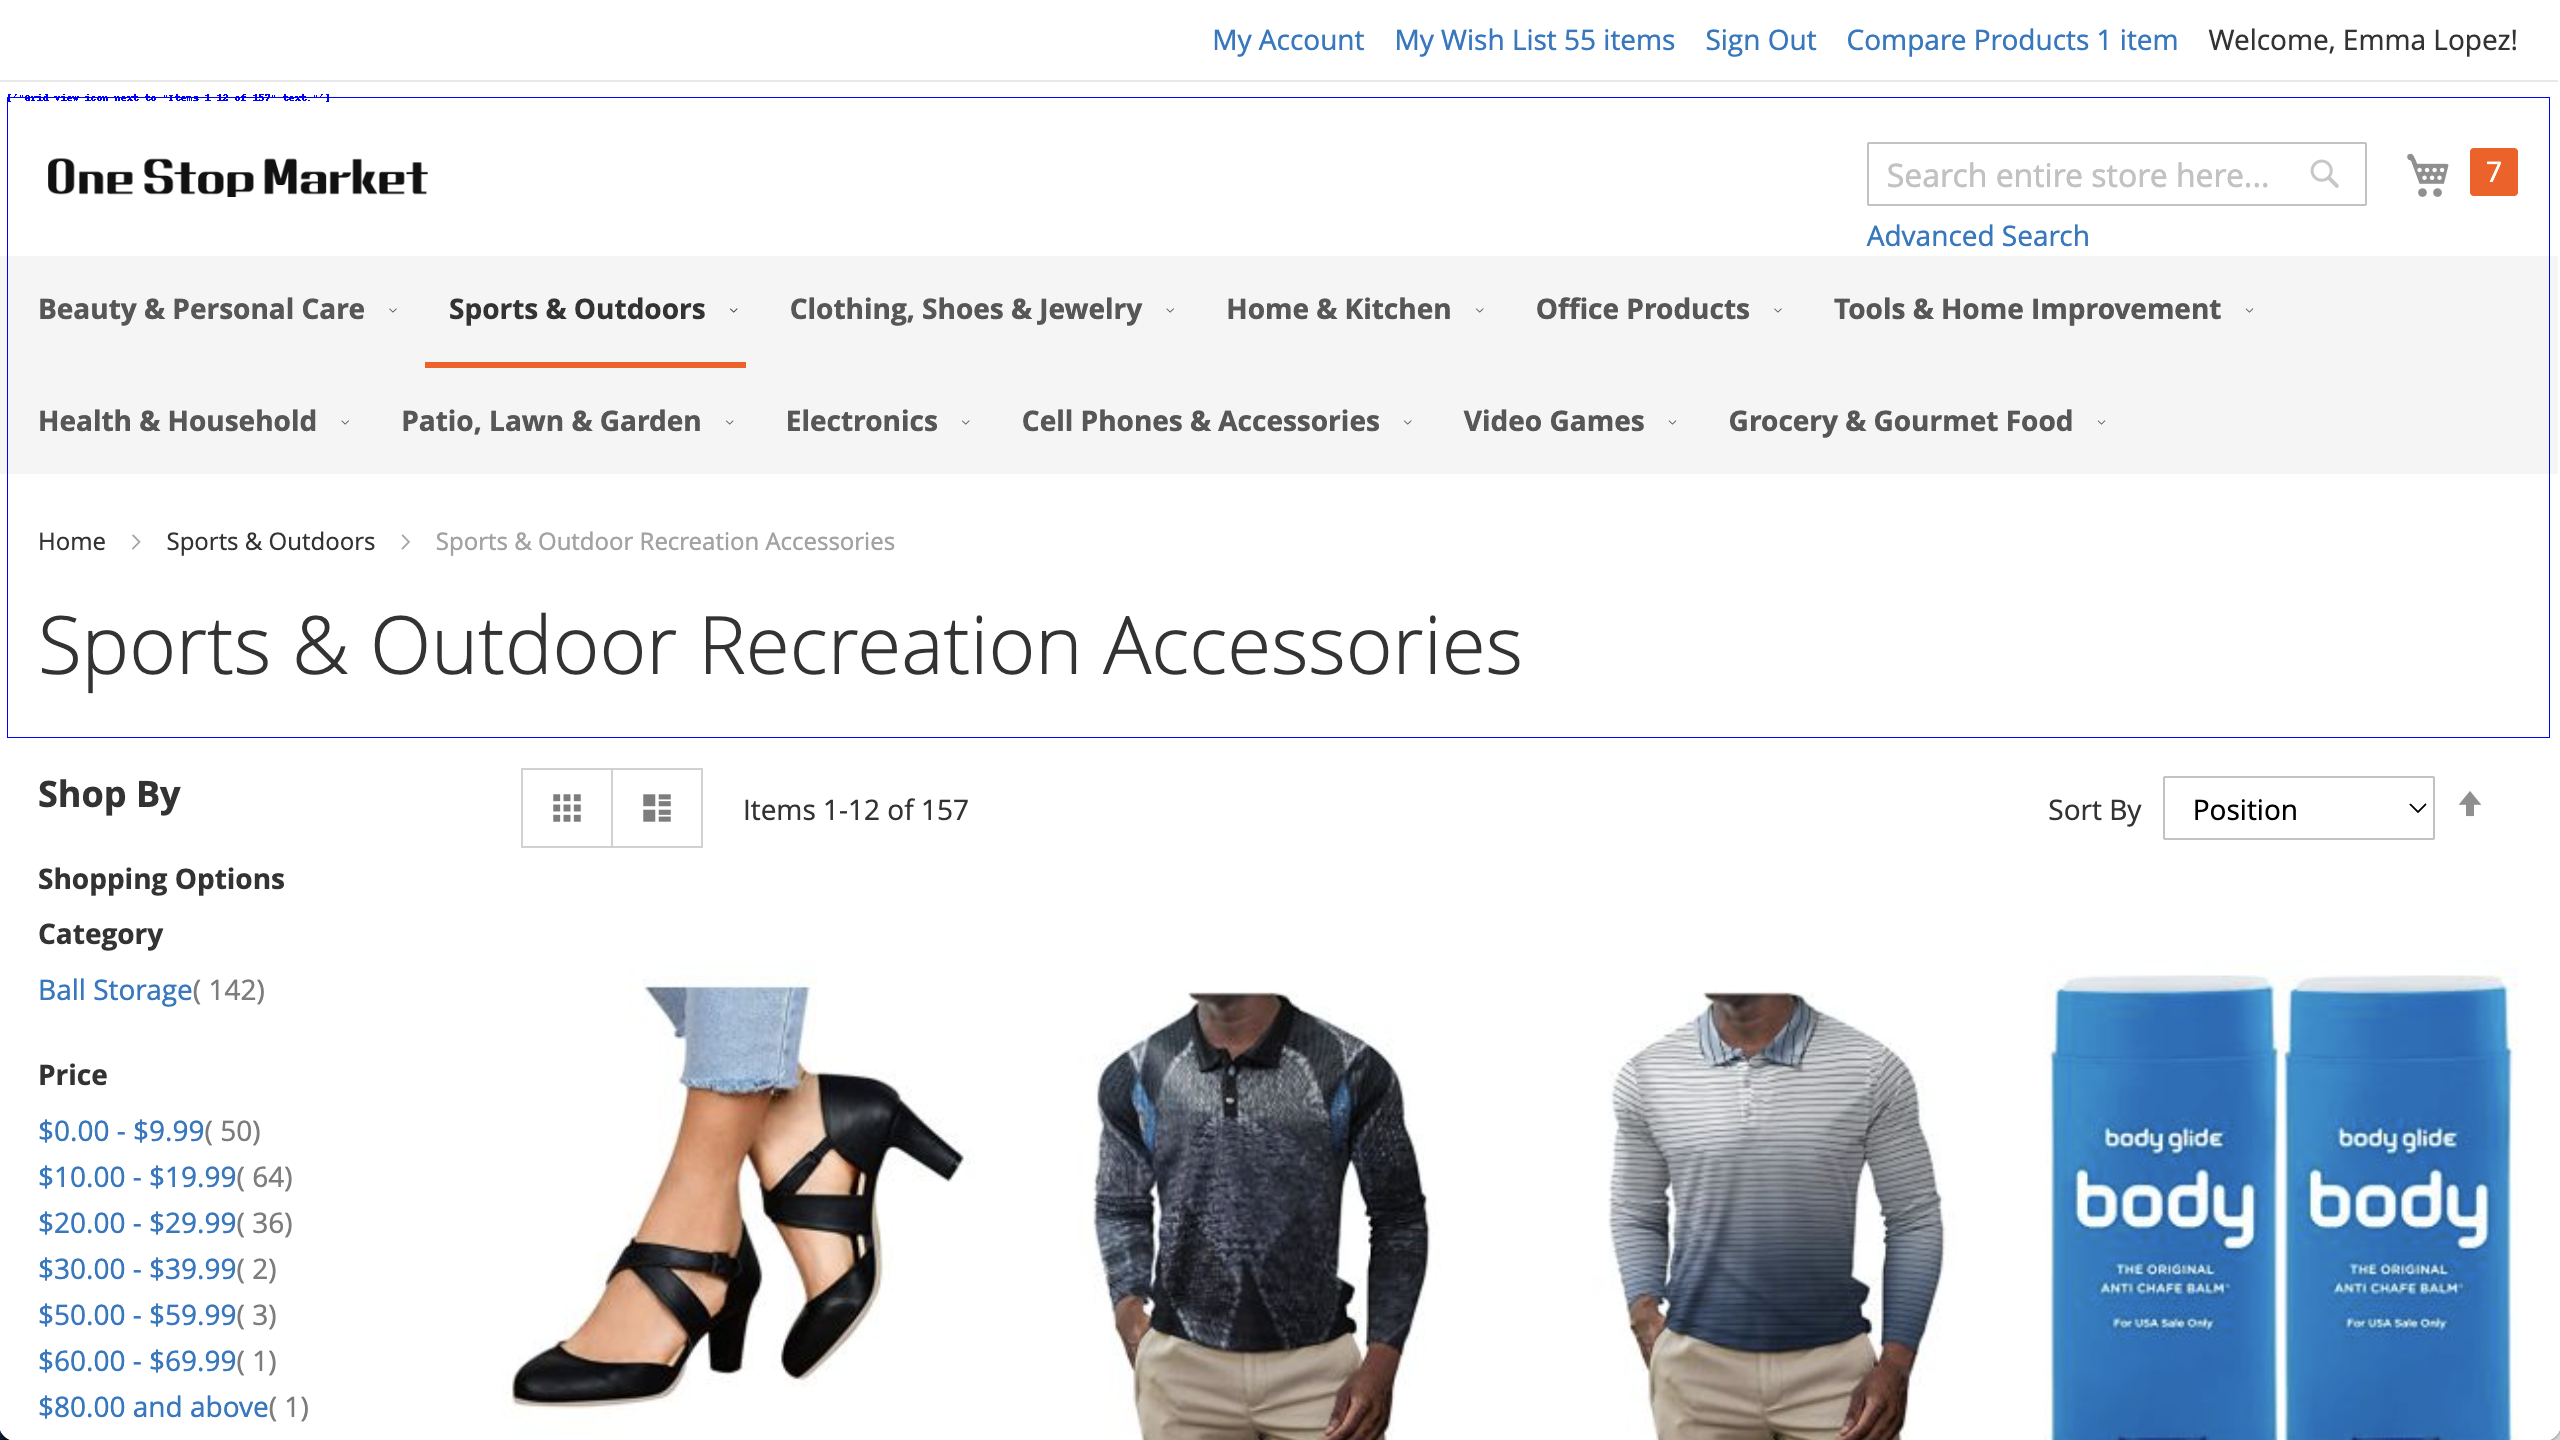 My Account My Wish List 55 items Sign Out Compare Products 1 item Welcome, Emma Lopez!
['"Grid view icon next to "Items 1-12 of 157" text."']
One Stop Market
Search entire store here...
7
Advanced Search
Beauty & Personal Care Sports & Outdoors Clothing, Shoes & Jewelry Home & Kitchen Office Products Tools & Home Improvement
Health & Household Patio, Lawn & Garden Electronics Cell Phones & Accessories Video Games Grocery & Gourmet Food
Home Sports & Outdoors Sports & Outdoor Recreation Accessories
Sports & Outdoor Recreation Accessories
Shop By
Items 1-12 of 157
Sort By Position
Shopping Options
Category
Ball Storage( 142)
Price
$0.00 - $9.99( 50)
$10.00 - $19.99( 64)
$20.00 - $29.99( 36)
$30.00 - $39.99( 2)
$50.00 - $59.99( 3)
$60.00 - $69.99( 1)
$80.00 and above( 1)
body glide
body
THE ORIGINAL
ANTI CHAFE BALM
For USA Sale Only
body glide
body
THE ORIGINAL
ANTI CHAFE BALM
For USA Sale Only